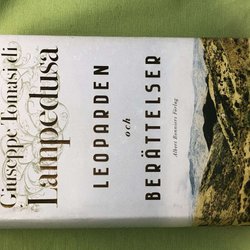 Giuseppe Tomasi di
Lampedusa
LEOPARDEN
och
BERÄTTELSER
Albert Bonniers Förlag